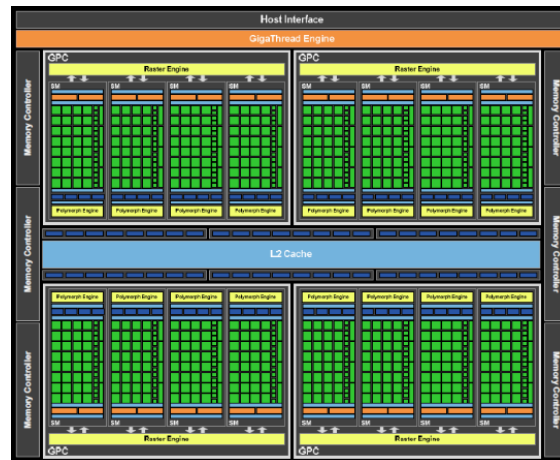 Host Interface
GigaThread Engine
GPC
GPC
Raster Engine
Raster Engine
SM SM SM SM
SM SM SM SM
Memory Controller
Memory Controller
Polymorph Engine Polymorph Engine Polymorph Engine Polymorph Engine
Polymorph Engine Polymorph Engine Polymorph Engine Polymorph Engine
Memory Controller
L2 Cache
Memory Controller
Polymorph Engine Polymorph Engine Polymorph Engine Polymorph Engine
Polymorph Engine Polymorph Engine Polymorph Engine Polymorph Engine
Memory Controller
Memory Controller
SM SM SM SM
SM SM SM SM
Raster Engine
Raster Engine
GPC
GPC